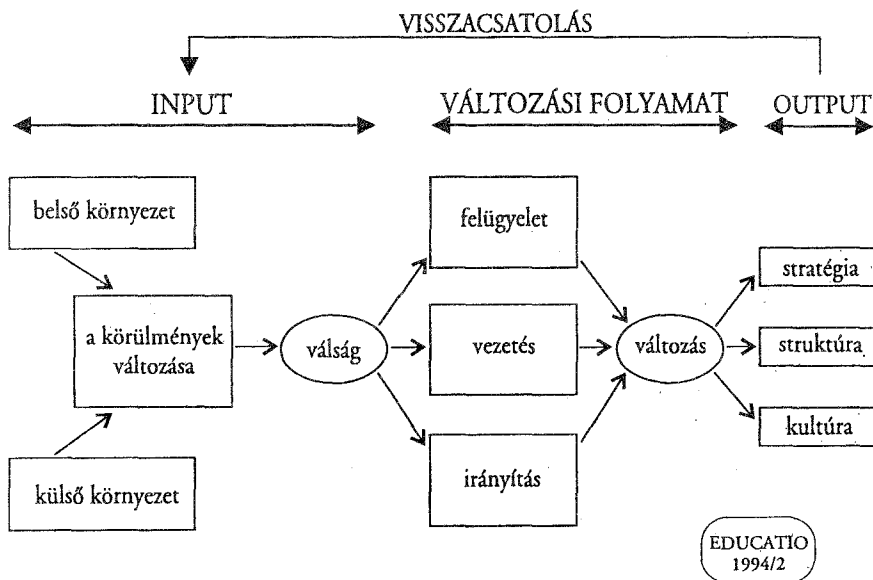 VISSZACSATOLÁS
INPUT
VÁLTOZÁSI FOLYAMAT
OUTPUT
belső környezet
a körülmények
változása
külső környezet
válság
felügyelet
vezetés
irányítás
változás
stratégia
struktúra
kultúra
EDUCATIO
1994/2